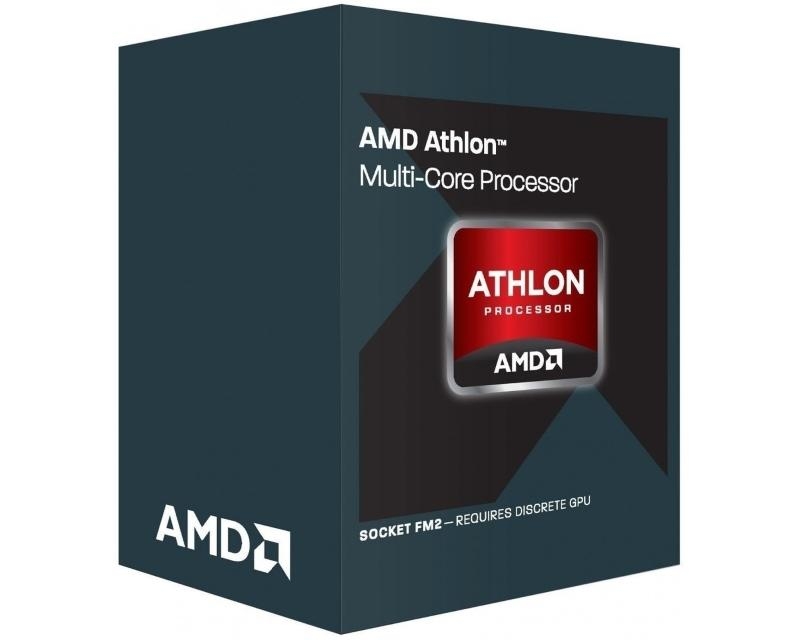 AMD Athlon™
Multi-Core Processor
ATHLON
PROCESSOR
AMD
SOCKET FM2—REQUIRES DISCRETE GPU
AMD